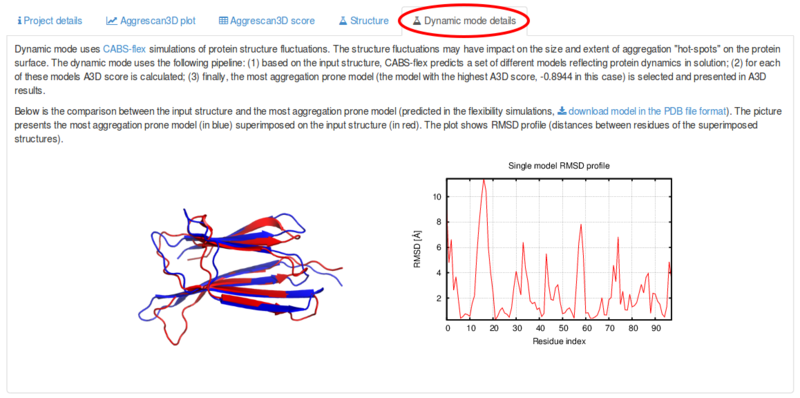 Project details Aggrescan3D plot Aggrescan3D score Structure Dynamic mode details
Dynamic mode uses CABS-flex simulations of protein structure fluctuations. The structure fluctuations may have impact on the size and extent of aggregation "hot-spots" on the protein
surface. The dynamic mode uses the following pipeline: (1) based on the input structure, CABS-flex predicts a set of different models reflecting protein dynamics in solution; (2) for each
of these models A3D score is calculated; (3) finally, the most aggregation prone model (the model with the highest A3D score, -0.8944 in this case) is selected and presented in A3D
results.
Below is the comparison between the input structure and the most aggregation prone model (predicted in the flexibility simulations, download model in the PDB file format). The picture
presents the most aggregation prone model (in blue) superimposed on the input structure (in red). The plot shows RMSD profile (distances between residues of the superimposed
structures).
Single model RMSD profile
RMSD [Å]
10
8
6
4
2
0 10 20 30 40 50 60 70 80 90
Residue index